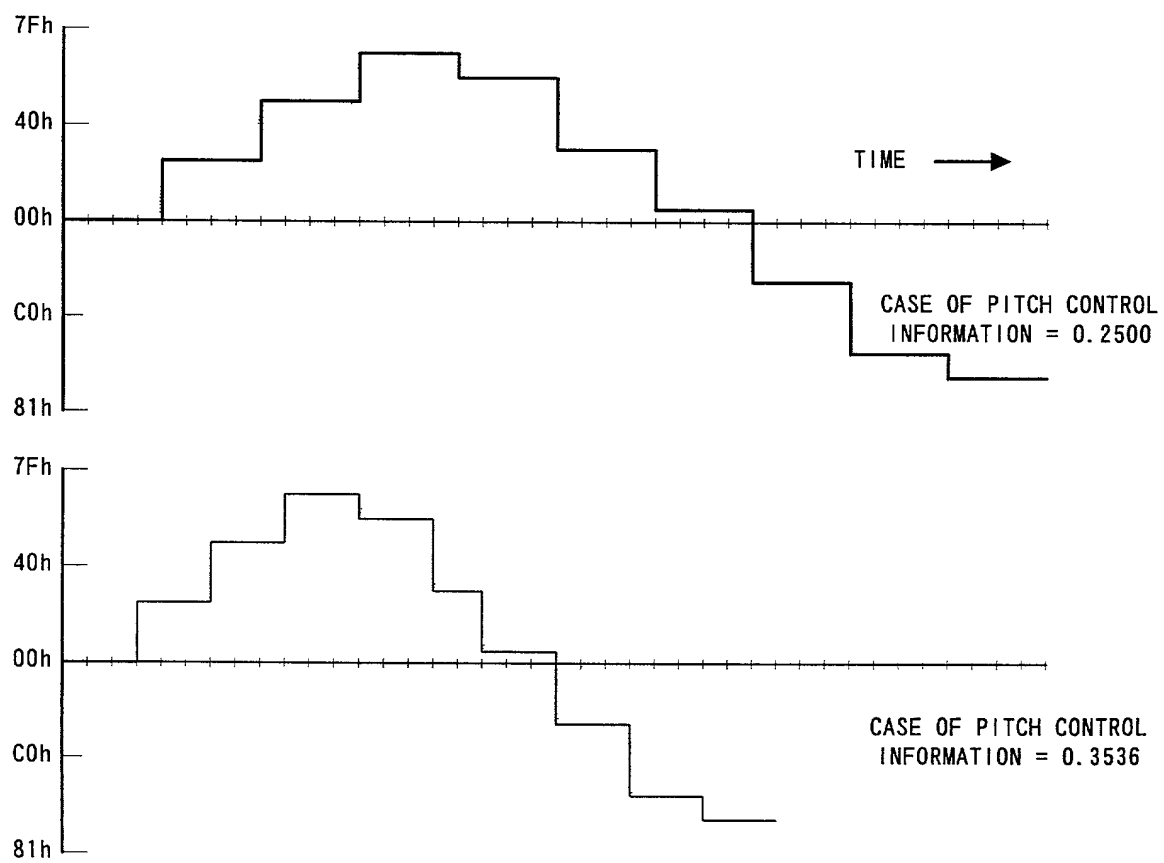 7Fh
40h
00h
C0h
81h
TIME
CASE OF PITCH CONTROL
INFORMATION = 0.2500
7Fh
40h
00h
C0h
81h
CASE OF PITCH CONTROL
INFORMATION = 0.3536